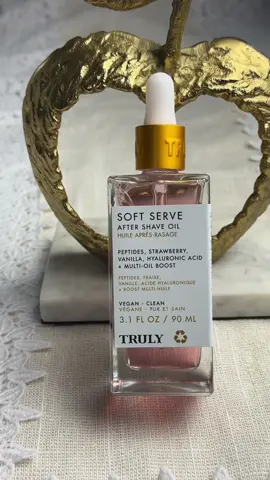 SOFT SERVE
AFTER SHAVE OIL
HUILE APRÈS-RASAGE
PEPTIDES, STRAWBERRY,
VANILLA, HYALURONIC ACID
+ MULTI-OIL BOOST
PEPTIDES, FRAISE,
VANILLE, ACIDE HYALURONIQUE
+ BOOST MULTI-HUILE
VEGAN - CLEAN
VÉGANE - PUR ET SAIN
3.1 FL OZ / 90 ML
TRULY